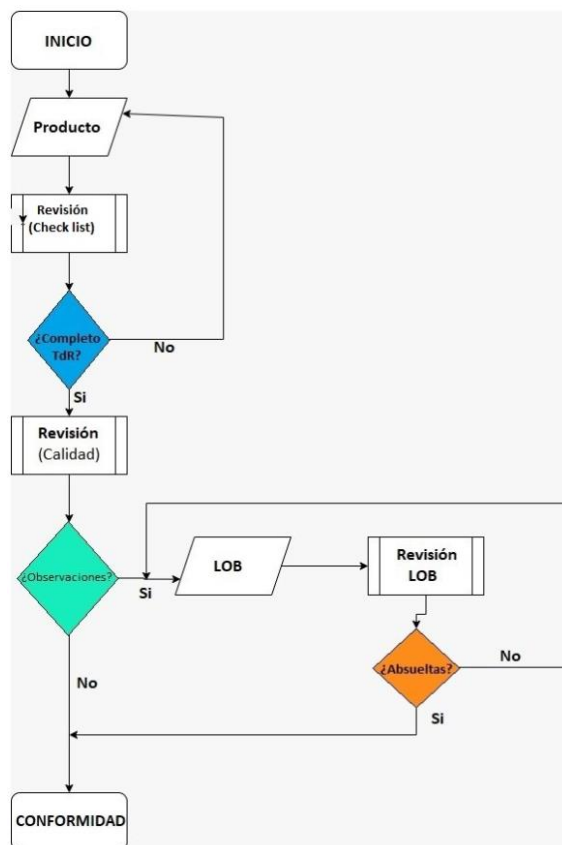 INICIO
Producto
Revisión
(Check list)
¿Completo
TdR?
No
Si
Revisión
(Calidad)
¿Observaciones?
Si
LOB
Revisión
LOB
¿Absueltas?
No
Si
No
CONFORMIDAD